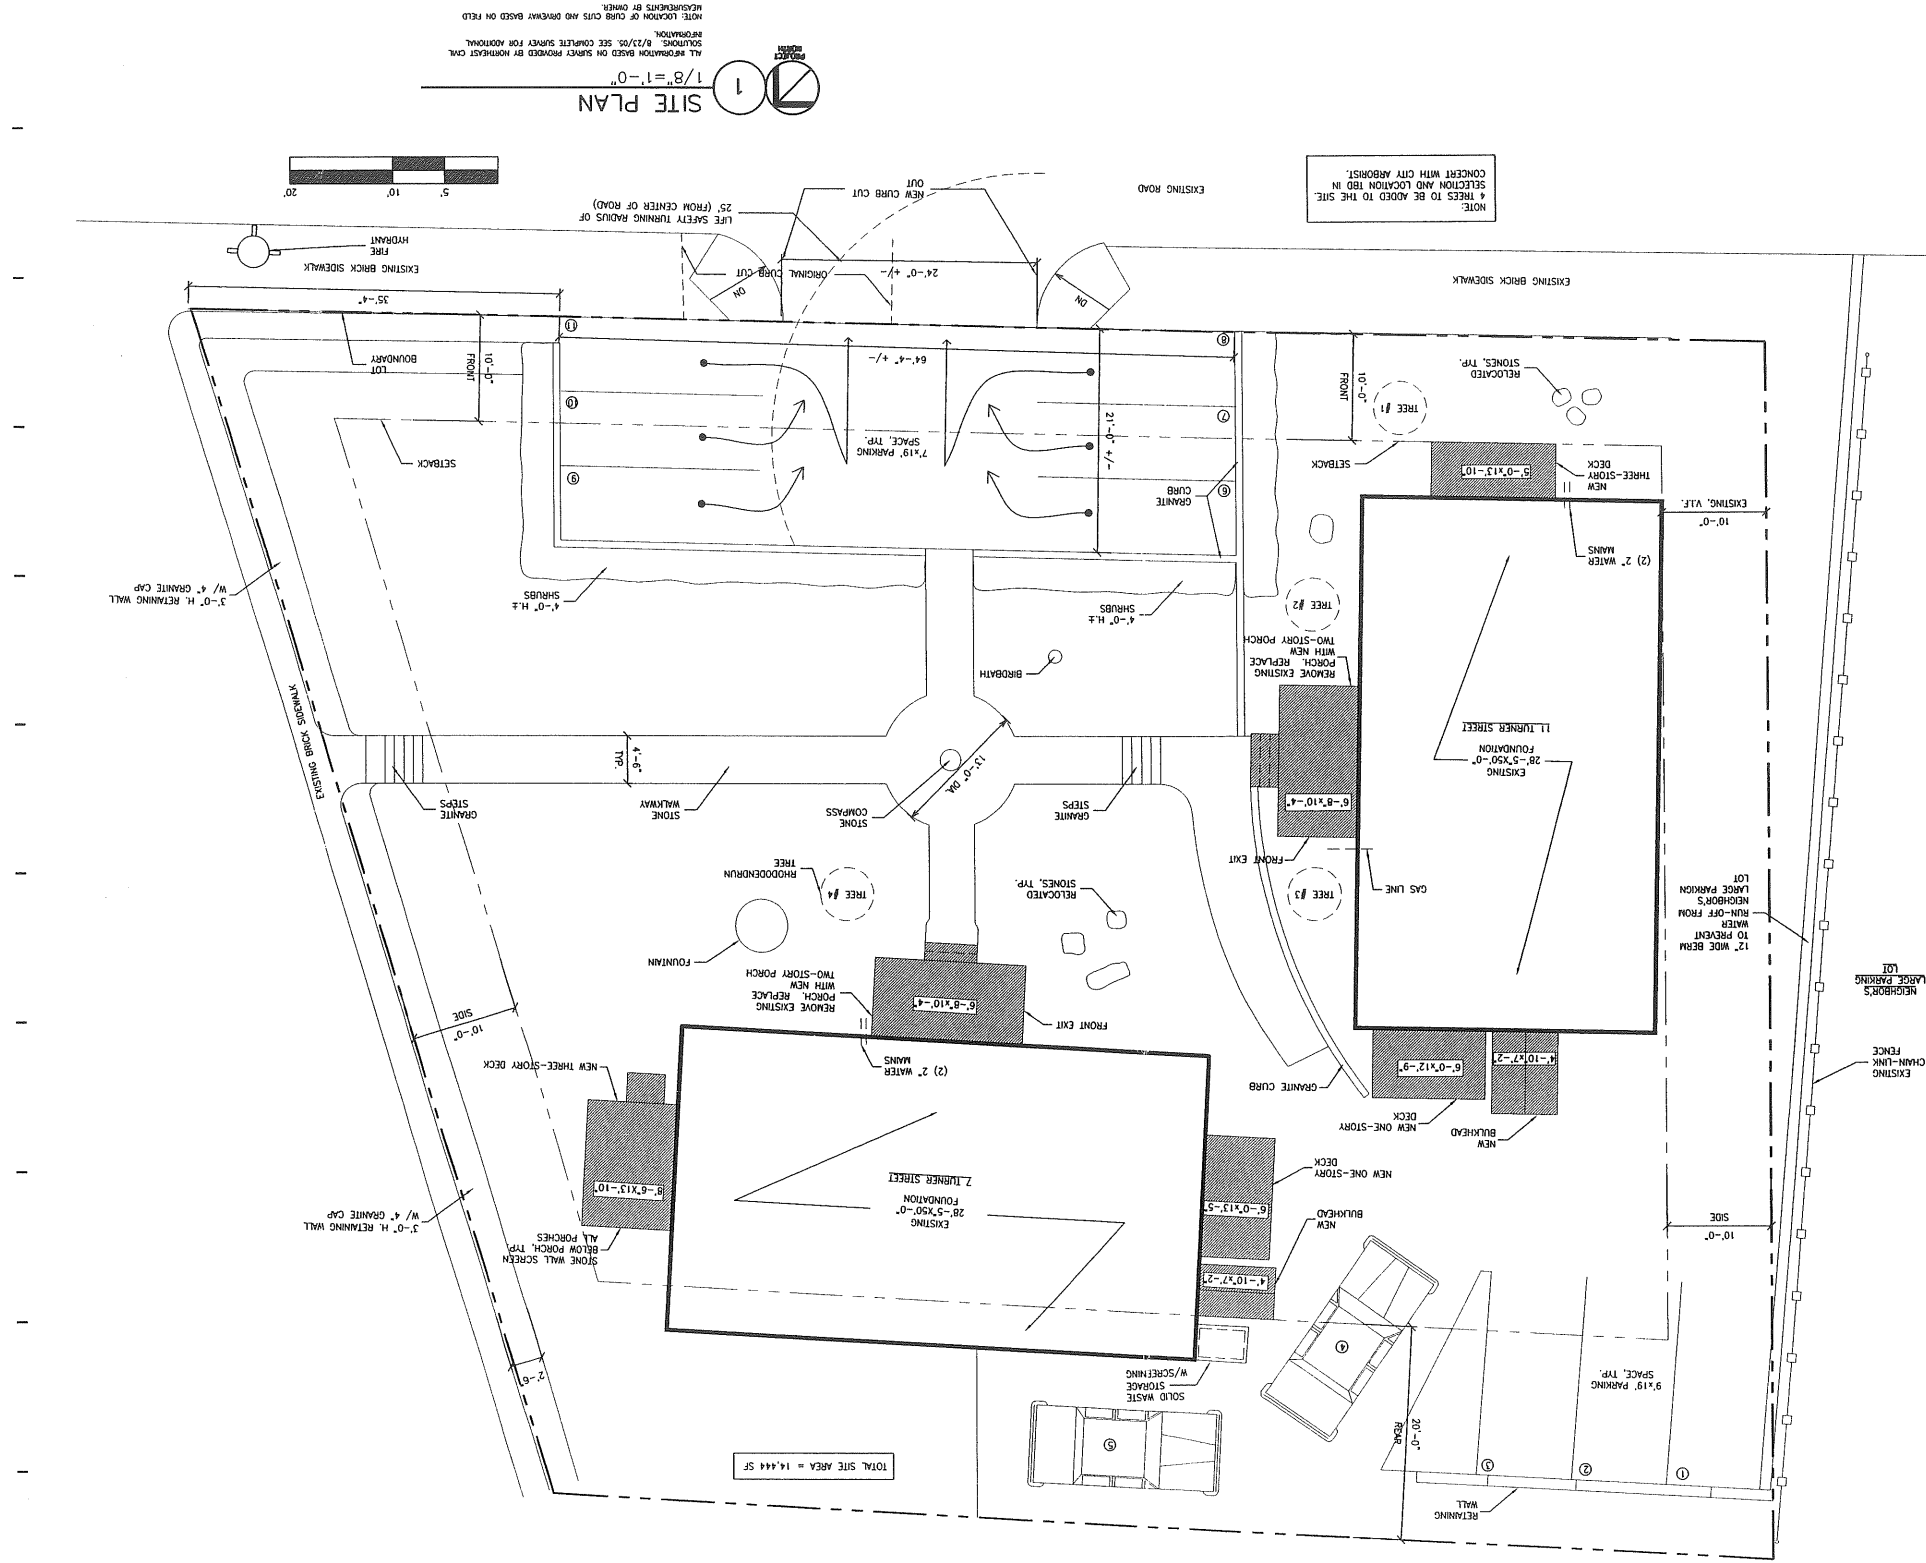 RETAINING
WALL
①
②
③
9'x19' PARKING
SPACE, TYP.
20'-0"
REAR
④
⑤
TOTAL SITE AREA = 14,444 SF
SOLID WASTE
STORAGE
W/SCREENING
2'-6"
10'-0"
SIDE
NEW
BULKHEAD
4'-10"x7'-2"
NEW ONE-STORY
DECK
6'-0"x13'-5"
EXISTING
28'-5"X50'-0"
FOUNDATION
7 TURNER STREET
STONE WALL SCREEN
BELOW PORCH, TYP.
ALL PORCHES
8'-6"X13'-10"
NEW THREE-STORY DECK
3'-0" H. RETAINING WALL
W/ 4" GRANITE CAP
NEW
BULKHEAD
4'-10"x7'-2"
NEW ONE-STORY
DECK
6'-0"x12'-9"
GRANITE CURB
EXISTING
CHAIN-LINK
FENCE
NEIGHBOR'S
LARGE PARKING
LOT
12" WIDE BERM
TO PREVENT
WATER
RUN-OFF FROM
NEIGHBOR'S
LARGE PARKIGN
LOT
(2) 2" WATER
MAINS
FRONT EXIT
6'-8"x10'-4"
REMOVE EXISTING
PORCH. REPLACE
WITH NEW
TWO-STORY PORCH
10'-0"
SIDE
FOUNTAIN
RELOCATED
STONES, TYP.
TREE #4
RHODODENDRUN
TREE
TREE #3
GAS LINE
FRONT EXIT
6'-8"x10'-4"
GRANITE
STEPS
STONE
COMPASS
13'-0" DIA.
STONE
WALKWAY
4'-6"
TYP.
GRANITE
STEPS
EXISTING
28'-5"X50'-0"
FOUNDATION
11 TURNER STREET
EXISTING BRICK SIDEWALK
REMOVE EXISTING
PORCH. REPLACE
WITH NEW
TWO-STORY PORCH
BIRDBATH
TREE #2
4'-0" H.±
SHRUBS
4'-0" H.±
SHRUBS
3'-0" H. RETAINING WALL
W/ 4" GRANITE CAP
(2) 2" WATER
MAINS
10'-0"
EXISTING, V.I.F.
GRANITE
CURB
⑥
⑦
⑧
⑨
⑩
⑪
NEW
THREE-STORY
DECK
5'-0"x13'-10"
SETBACK
21'-0" +/-
7'x19' PARKING
SPACE, TYP.
SETBACK
TREE #1
10'-0"
FRONT
10'-0"
FRONT
RELOCATED
STONES, TYP.
64'-4" +/-
LOT
BOUNDARY
35'-4"
EXISTING BRICK SIDEWALK
DN
24'-0" +/-
ORIGINAL CURB CUT
DN
EXISTING BRICK SIDEWALK
FIRE
HYDRANT
NOTE:
4 TREES TO BE ADDED TO THE SITE.
SELECTION AND LOCATION TBD IN
CONCERT WITH CITY ARBORIST.
EXISTING ROAD
NEW CURB CUT
OUT
LIFE SAFETY TURNING RADIUS OF
25' (FROM CENTER OF ROAD)
5'
10'
20'
PROJECT
NORTH
1
SITE PLAN
1/8"=1'-0"
ALL INFORMATION BASED ON SURVEY PROVIDED BY NORTHEAST CIVIL
SOLUTIONS. 8/23/05. SEE COMPLETE SURVEY FOR ADDITIONAL
INFORMATION.
NOTE: LOCATION OF CURB CUTS AND DRIVEWAY BASED ON FIELD
MEASUREMENTS BY OWNER.